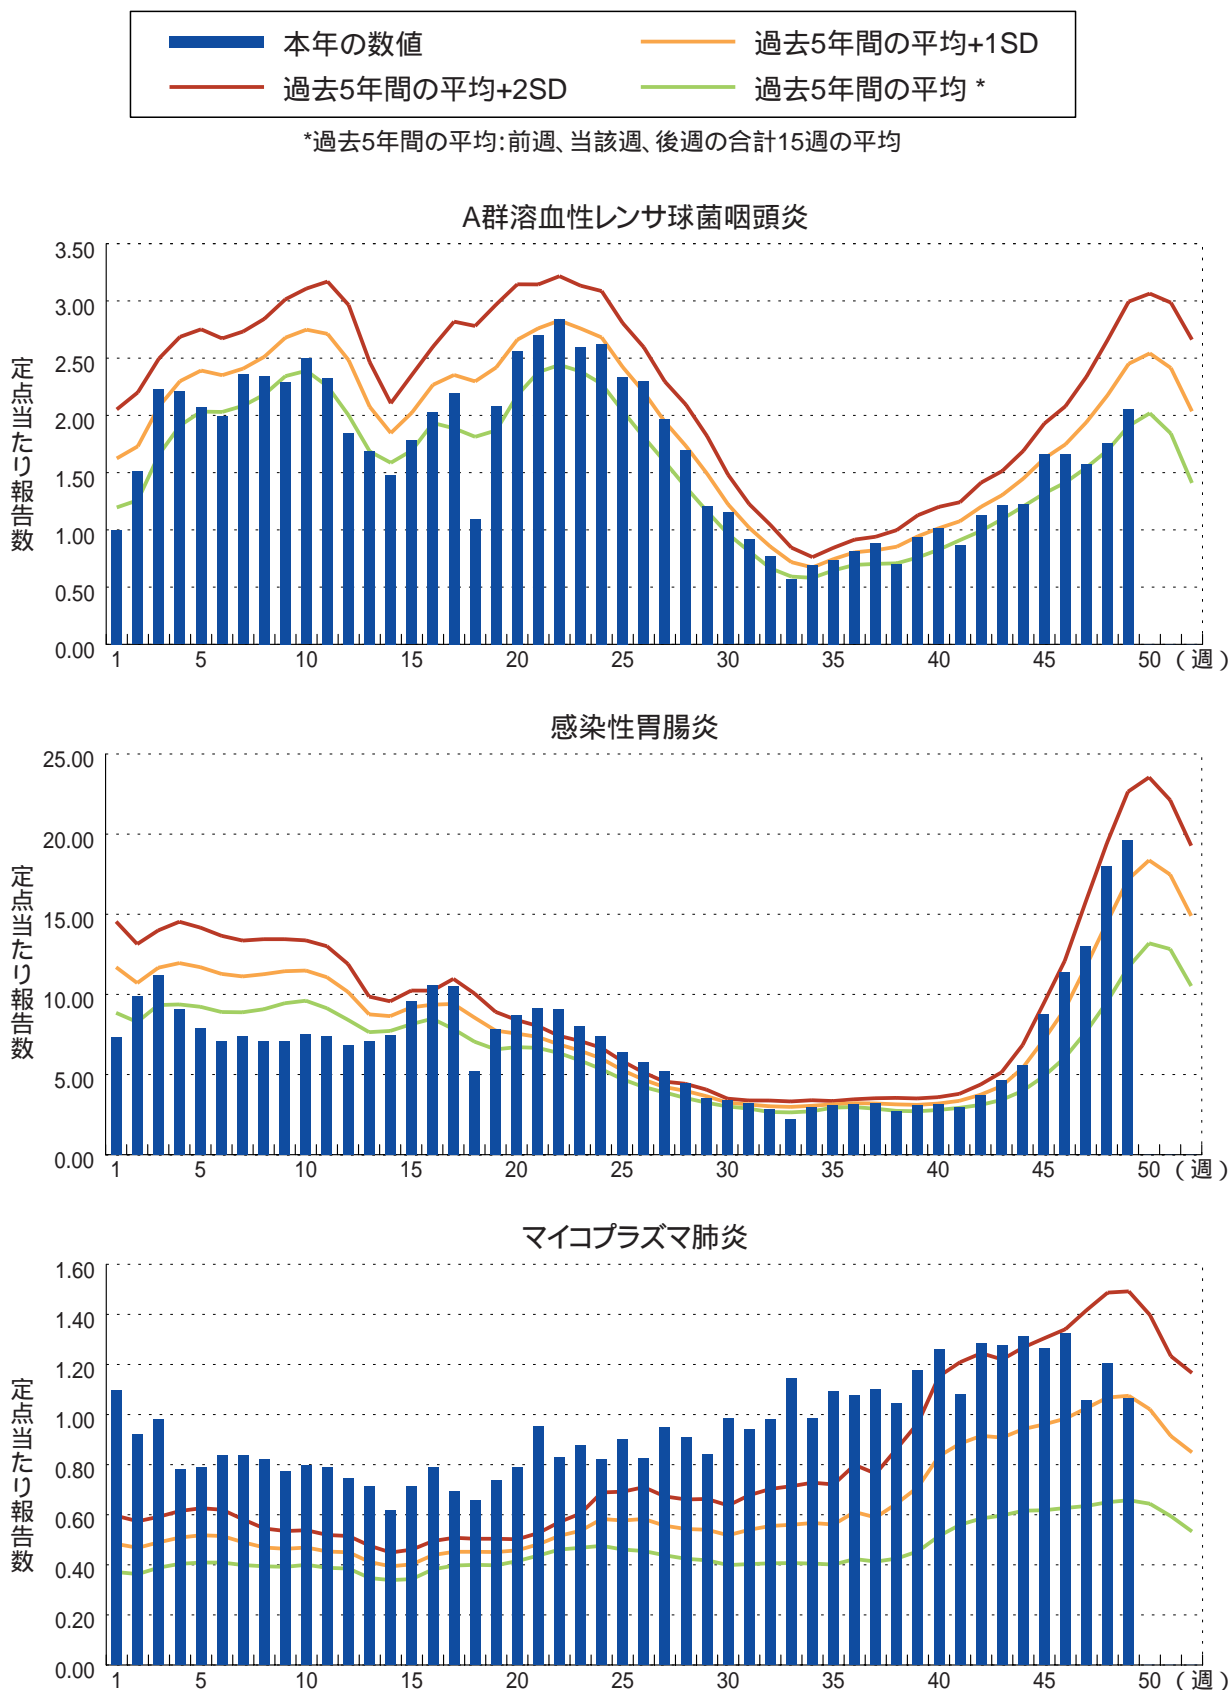 本年の数値 過去5年間の平均+1SD
過去5年間の平均+2SD 過去5年間の平均 *
*過去5年間の平均:前週、当該週、後週の合計15週の平均
A群溶血性レンサ球菌咽頭炎
定点当たり報告数
3.50
3.00
2.50
2.00
1.50
1.00
0.50
0.00
1 5 10 15 20 25 30 35 40 45 50 (週)
感染性胃腸炎
定点当たり報告数
25.00
20.00
15.00
10.00
5.00
0.00
1 5 10 15 20 25 30 35 40 45 50 (週)
マイコプラズマ肺炎
定点当たり報告数
1.60
1.40
1.20
1.00
0.80
0.60
0.40
0.20
0.00
1 5 10 15 20 25 30 35 40 45 50 (週)